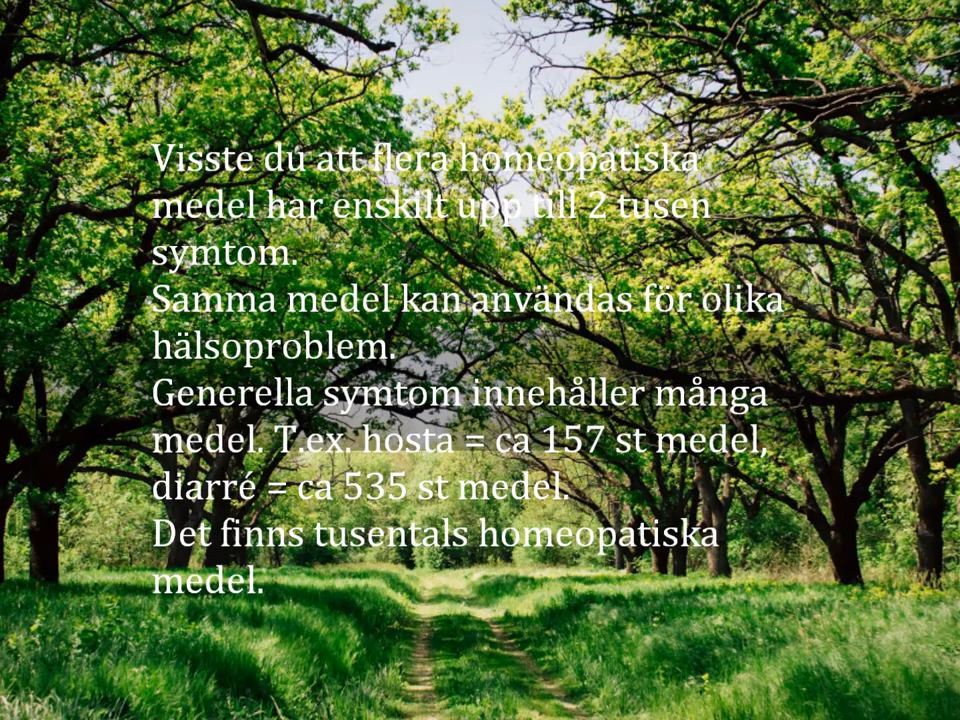 Visste du att flera homeopatiska
medel har enskilt upp till 2 tusen
symtom.
Samma medel kan användas för olika
hälsoproblem.
Generella symtom innehåller många
medel. T.ex. hosta = ca 157 st medel,
diarré = ca 535 st medel.
Det finns tusentals homeopatiska
medel.